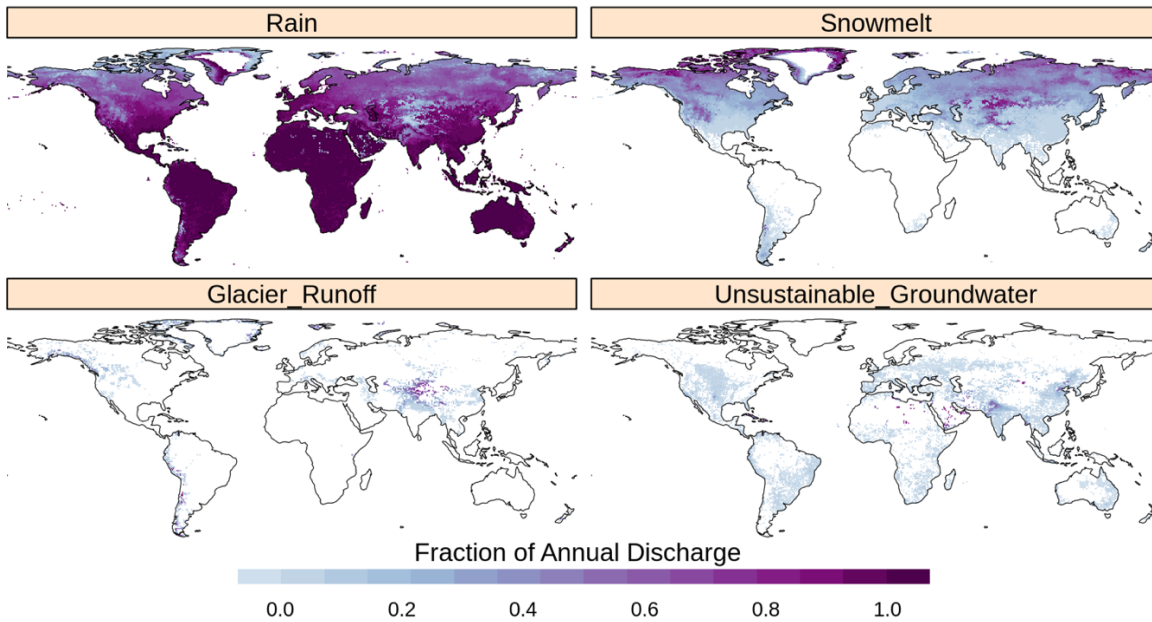 Rain
Snowmelt
Glacier_Runoff
Unsustainable_Groundwater
Fraction of Annual Discharge
0.0 0.2 0.4 0.6 0.8 1.0